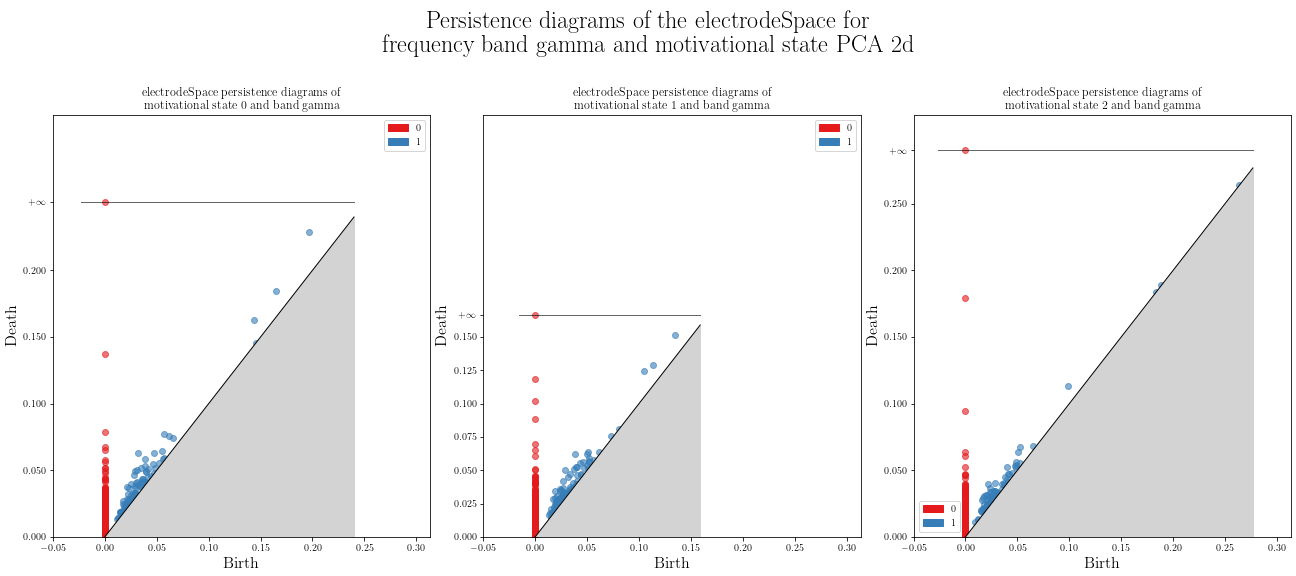 Persistence diagrams of the electrodeSpace for
frequency band gamma and motivational state PCA 2d
electrodeSpace persistence diagrams of
motivational state 0 and band gamma
0
1
+∞
0.200
0.150
0.100
0.050
0.000
Death
−0.05 0.00 0.05 0.10 0.15 0.20 0.25 0.30
Birth
electrodeSpace persistence diagrams of
motivational state 1 and band gamma
0
1
+∞
0.150
0.125
0.100
0.075
0.050
0.025
0.000
Death
−0.05 0.00 0.05 0.10 0.15 0.20 0.25 0.30
Birth
electrodeSpace persistence diagrams of
motivational state 2 and band gamma
+∞
0.250
0.200
0.150
0.100
0.050
0.000
Death
0
1
−0.05 0.00 0.05 0.10 0.15 0.20 0.25 0.30
Birth